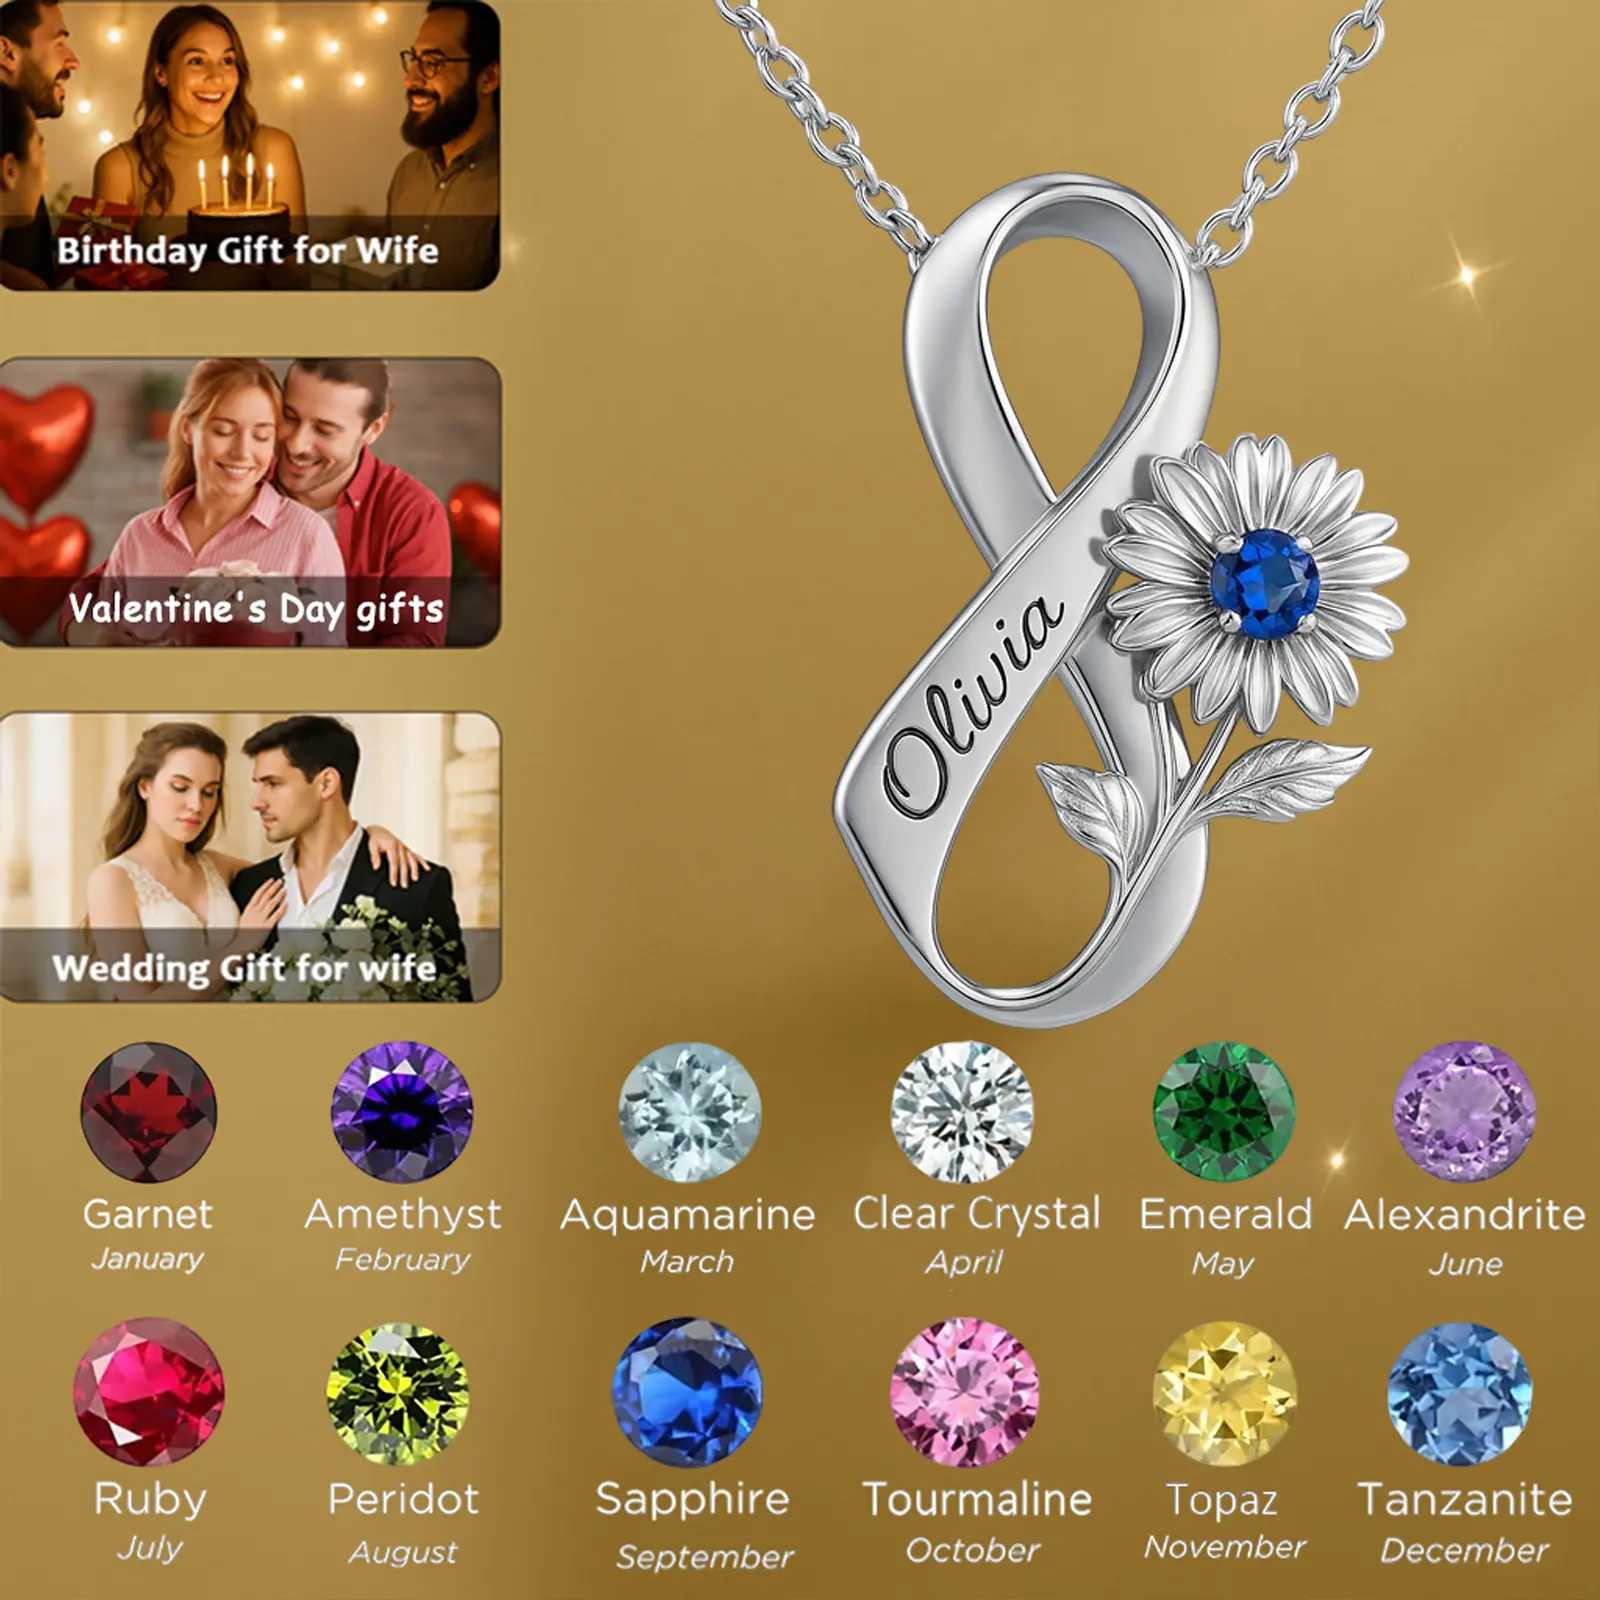 Birthday Gift for Wife
Valentine's Day gifts
Wedding Gift for wife
Olivia
Garnet
January
Amethyst
February
Aquamarine
March
Clear Crystal
April
Emerald
May
Alexandrite
June
Ruby
July
Peridot
August
Sapphire
September
Tourmaline
October
Topaz
November
Tanzanite
December